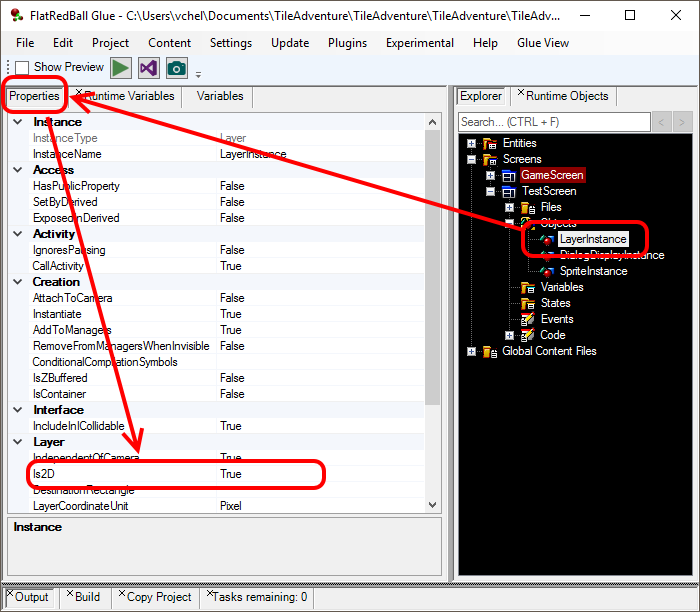 FlatRedBall Glue - C:\Users\vchel\Documents\TileAdventure\TileAdventure\TileAdventure\TileAdv...
File Edit Project Content Settings Update Plugins Experimental Help Glue View
Show Preview
Properties Runtime Variables Variables
Instance
InstanceType Layer
InstanceName LayerInstance
Access
HasPublicProperty False
SetByDerived False
ExposedInDerived False
Activity
IgnoresPausing False
CallActivity True
Creation
AttachToCamera False
Instantiate True
AddToManagers True
RemoveFromManagersWhenInvisible False
ConditionalCompilationSymbols
IsZBuffered False
IsContainer False
Interface
IncludeInICollidable True
Layer
IndependentOfCamera True
Is2D True
DestinationRectangle
LayerCoordinateUnit Pixel
Instance
Explorer Runtime Objects
Search... (CTRL + F) < >
Entities
Screens
GameScreen
TestScreen
Files
Objects
LayerInstance
DialogDisplayInstance
SpriteInstance
Variables
States
Events
Code
Global Content Files
Output Build Copy Project Tasks remaining: 0